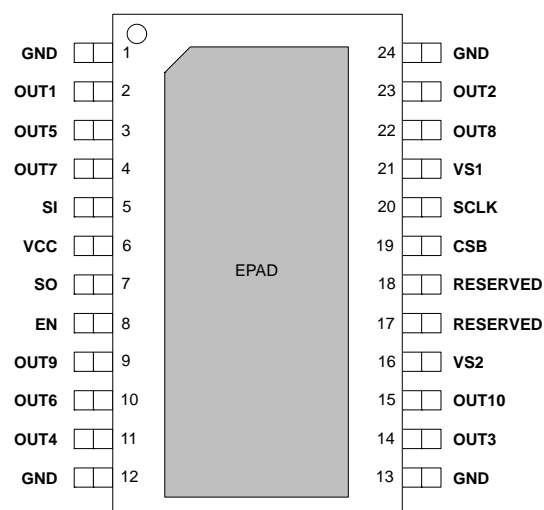 GND 1 24 GND
OUT1 2 23 OUT2
OUT5 3 22 OUT8
OUT7 4 21 VS1
SI 5 20 SCLK
VCC 6 19 CSB
EPAD
SO 7 18 RESERVED
EN 8 17 RESERVED
OUT9 9 16 VS2
OUT6 10 15 OUT10
OUT4 11 14 OUT3
GND 12 13 GND